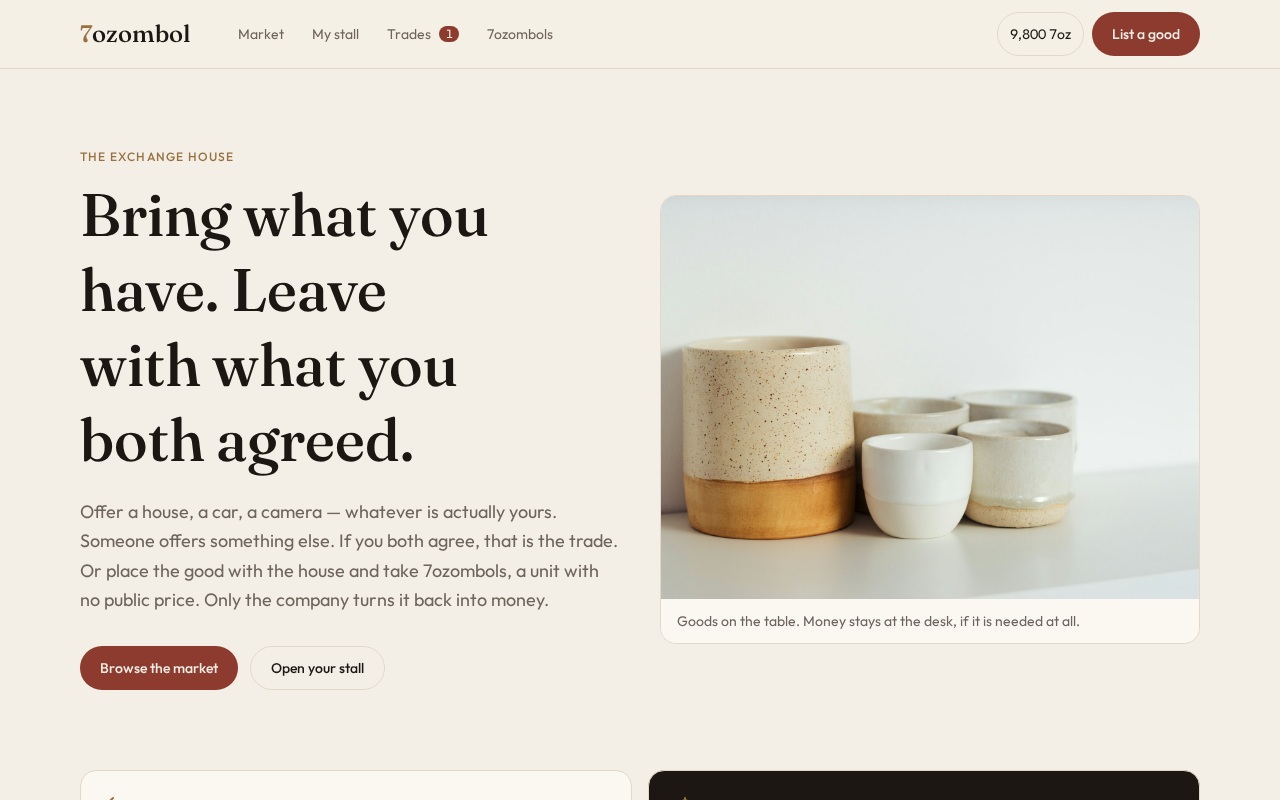 7ozombol
Market
My stall
Trades 1
7ozombols
9,800 7oz
List a good
THE EXCHANGE HOUSE
Bring what you
have. Leave
with what you
both agreed.
Offer a house, a car, a camera — whatever is actually yours.
Someone offers something else. If you both agree, that is the trade.
Or place the good with the house and take 7ozombols, a unit with
no public price. Only the company turns it back into money.
Browse the market
Open your stall
Goods on the table. Money stays at the desk, if it is needed at all.